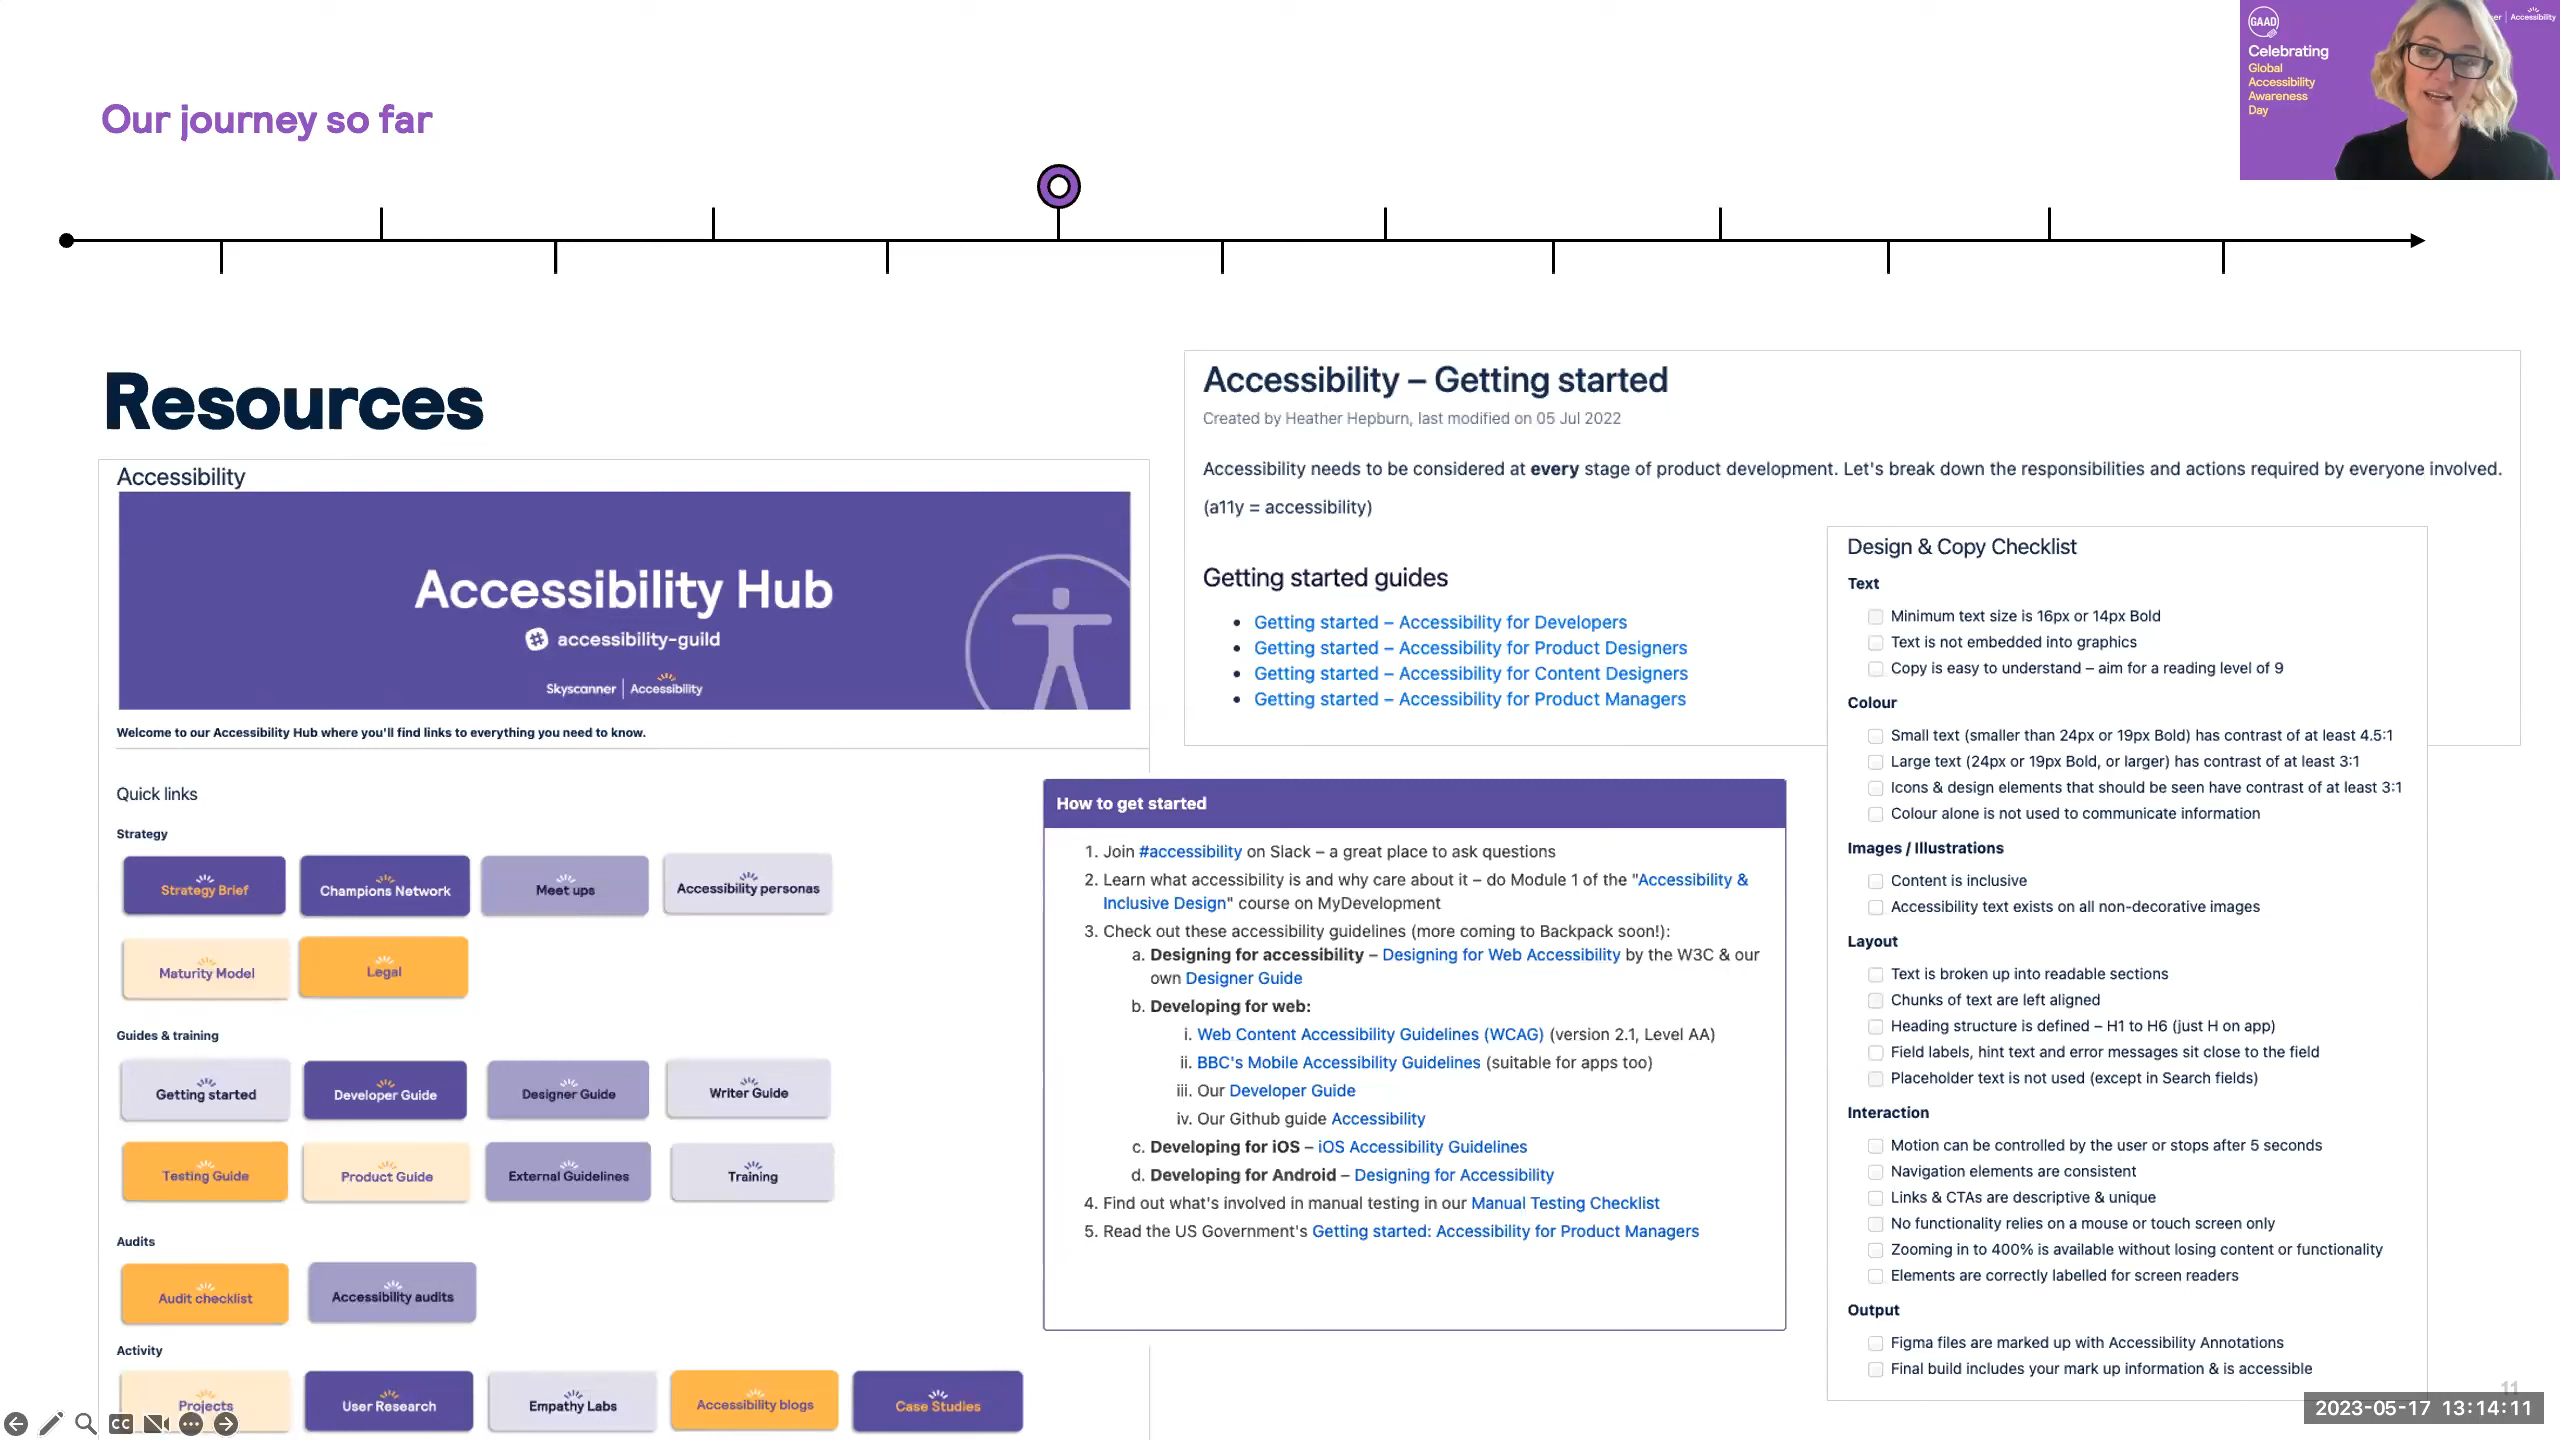 Our journey so far
GAAD
Celebrating
Global
Accessibility
Awareness
Day
Accessibility
Resources
Accessibility
Accessibility Hub
accessibility-guild
Skyscanner | Accessibility
Welcome to our Accessibility Hub where you'll find links to everything you need to know.
Quick links
Strategy
Strategy Brief
Champions Network
Meet ups
Accessibility personas
Maturity Model
Legal
Guides & training
Getting started
Developer Guide
Designer Guide
Writer Guide
Testing Guide
Product Guide
External Guidelines
Training
Audits
Audit checklist
Accessibility audits
Activity
Projects
User Research
Empathy Labs
Accessibility blogs
Case Studies
Accessibility – Getting started
Created by Heather Hepburn, last modified on 05 Jul 2022
Accessibility needs to be considered at every stage of product development. Let's break down the responsibilities and actions required by everyone involved.
(a11y = accessibility)
Getting started guides
• Getting started – Accessibility for Developers
• Getting started – Accessibility for Product Designers
• Getting started – Accessibility for Content Designers
• Getting started – Accessibility for Product Managers
How to get started
1. Join #accessibility on Slack – a great place to ask questions
2. Learn what accessibility is and why care about it – do Module 1 of the "Accessibility &
Inclusive Design" course on MyDevelopment
3. Check out these accessibility guidelines (more coming to Backpack soon!):
a. Designing for accessibility – Designing for Web Accessibility by the W3C & our
own Designer Guide
b. Developing for web:
i. Web Content Accessibility Guidelines (WCAG) (version 2.1, Level AA)
ii. BBC's Mobile Accessibility Guidelines (suitable for apps too)
iii. Our Developer Guide
iv. Our Github guide Accessibility
c. Developing for iOS – iOS Accessibility Guidelines
d. Developing for Android – Designing for Accessibility
4. Find out what's involved in manual testing in our Manual Testing Checklist
5. Read the US Government's Getting started: Accessibility for Product Managers
Design & Copy Checklist
Text
Minimum text size is 16px or 14px Bold
Text is not embedded into graphics
Copy is easy to understand – aim for a reading level of 9
Colour
Small text (smaller than 24px or 19px Bold) has contrast of at least 4.5:1
Large text (24px or 19px Bold, or larger) has contrast of at least 3:1
Icons & design elements that should be seen have contrast of at least 3:1
Colour alone is not used to communicate information
Images / Illustrations
Content is inclusive
Accessibility text exists on all non-decorative images
Layout
Text is broken up into readable sections
Chunks of text are left aligned
Heading structure is defined – H1 to H6 (just H on app)
Field labels, hint text and error messages sit close to the field
Placeholder text is not used (except in Search fields)
Interaction
Motion can be controlled by the user or stops after 5 seconds
Navigation elements are consistent
Links & CTAs are descriptive & unique
No functionality relies on a mouse or touch screen only
Zooming in to 400% is available without losing content or functionality
Elements are correctly labelled for screen readers
Output
Figma files are marked up with Accessibility Annotations
Final build includes your mark up information & is accessible
11
CC
2023-05-17 13:14:11